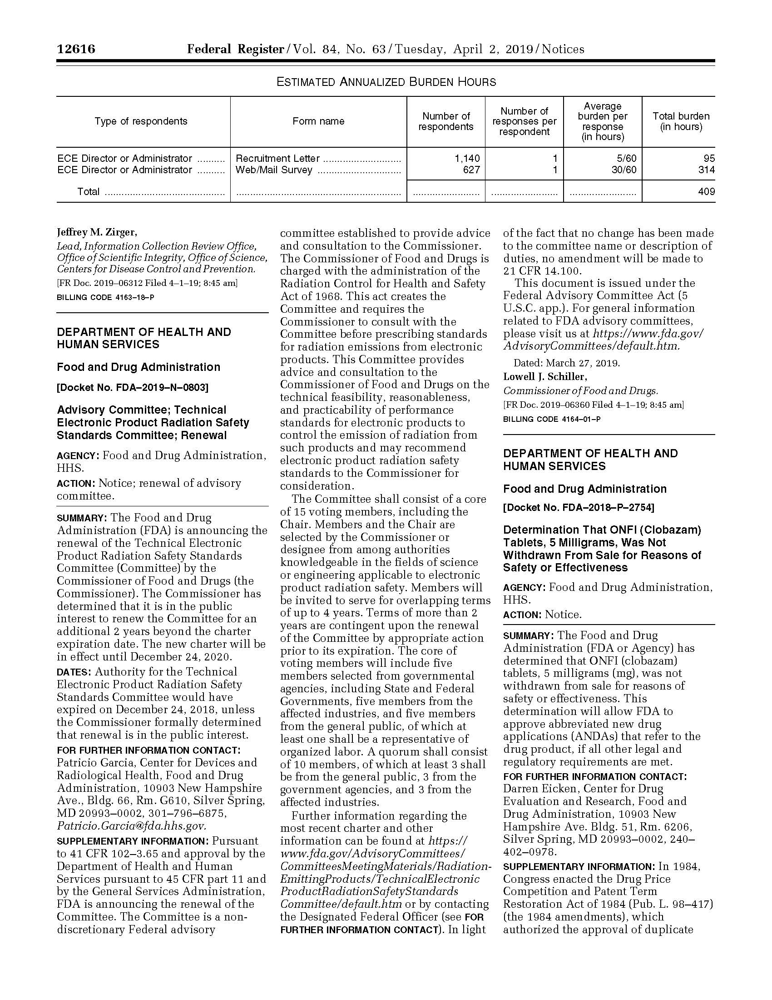 12616 Federal Register / Vol. 84, No. 63 / Tuesday, April 2, 2019 / Notices
ESTIMATED ANNUALIZED BURDEN HOURS
Type of respondents
Form name
Number of
respondents
Number of
responses per
respondent
Average
burden per
response
(in hours)
Total burden
(in hours)
ECE Director or Administrator .......... Recruitment Letter ............................ 1,140 1 5/60 95
ECE Director or Administrator .......... Web/Mail Survey .............................. 627 1 30/60 314
Total ........................................... ........................................................... ........................ ........................ ........................ 409
Jeffrey M. Zirger,
Lead, Information Collection Review Office,
Office of Scientific Integrity, Office of Science,
Centers for Disease Control and Prevention.
[FR Doc. 2019–06312 Filed 4–1–19; 8:45 am]
BILLING CODE 4163–18–P
DEPARTMENT OF HEALTH AND
HUMAN SERVICES
Food and Drug Administration
[Docket No. FDA–2019–N–0803]
Advisory Committee; Technical
Electronic Product Radiation Safety
Standards Committee; Renewal
AGENCY: Food and Drug Administration,
HHS.
ACTION: Notice; renewal of advisory
committee.
SUMMARY: The Food and Drug
Administration (FDA) is announcing the
renewal of the Technical Electronic
Product Radiation Safety Standards
Committee (Committee) by the
Commissioner of Food and Drugs (the
Commissioner). The Commissioner has
determined that it is in the public
interest to renew the Committee for an
additional 2 years beyond the charter
expiration date. The new charter will be
in effect until December 24, 2020.
DATES: Authority for the Technical
Electronic Product Radiation Safety
Standards Committee would have
expired on December 24, 2018, unless
the Commissioner formally determined
that renewal is in the public interest.
FOR FURTHER INFORMATION CONTACT:
Patricio Garcia, Center for Devices and
Radiological Health, Food and Drug
Administration, 10903 New Hampshire
Ave., Bldg. 66, Rm. G610, Silver Spring,
MD 20993–0002, 301–796–6875,
Patricio.Garcia@fda.hhs.gov.
SUPPLEMENTARY INFORMATION: Pursuant
to 41 CFR 102–3.65 and approval by the
Department of Health and Human
Services pursuant to 45 CFR part 11 and
by the General Services Administration,
FDA is announcing the renewal of the
Committee. The Committee is a non-
discretionary Federal advisory
committee established to provide advice
and consultation to the Commissioner.
The Commissioner of Food and Drugs is
charged with the administration of the
Radiation Control for Health and Safety
Act of 1968. This act creates the
Committee and requires the
Commissioner to consult with the
Committee before prescribing standards
for radiation emissions from electronic
products. This Committee provides
advice and consultation to the
Commissioner of Food and Drugs on the
technical feasibility, reasonableness,
and practicability of performance
standards for electronic products to
control the emission of radiation from
such products and may recommend
electronic product radiation safety
standards to the Commissioner for
consideration.
The Committee shall consist of a core
of 15 voting members, including the
Chair. Members and the Chair are
selected by the Commissioner or
designee from among authorities
knowledgeable in the fields of science
or engineering applicable to electronic
product radiation safety. Members will
be invited to serve for overlapping terms
of up to 4 years. Terms of more than 2
years are contingent upon the renewal
of the Committee by appropriate action
prior to its expiration. The core of
voting members will include five
members selected from governmental
agencies, including State and Federal
Governments, five members from the
affected industries, and five members
from the general public, of which at
least one shall be a representative of
organized labor. A quorum shall consist
of 10 members, of which at least 3 shall
be from the general public, 3 from the
government agencies, and 3 from the
affected industries.
Further information regarding the
most recent charter and other
information can be found at https://
www.fda.gov/AdvisoryCommittees/
CommitteesMeetingMaterials/Radiation-
EmittingProducts/TechnicalElectronic
ProductRadiationSafetyStandards
Committee/default.htm or by contacting
the Designated Federal Officer (see FOR
FURTHER INFORMATION CONTACT). In light
of the fact that no change has been made
to the committee name or description of
duties, no amendment will be made to
21 CFR 14.100.
This document is issued under the
Federal Advisory Committee Act (5
U.S.C. app.). For general information
related to FDA advisory committees,
please visit us at https://www.fda.gov/
AdvisoryCommittees/default.htm.
Dated: March 27, 2019.
Lowell J. Schiller,
Commissioner of Food and Drugs.
[FR Doc. 2019–06360 Filed 4–1–19; 8:45 am]
BILLING CODE 4164–01–P
DEPARTMENT OF HEALTH AND
HUMAN SERVICES
Food and Drug Administration
[Docket No. FDA–2018–P–2754]
Determination That ONFI (Clobazam)
Tablets, 5 Milligrams, Was Not
Withdrawn From Sale for Reasons of
Safety or Effectiveness
AGENCY: Food and Drug Administration,
HHS.
ACTION: Notice.
SUMMARY: The Food and Drug
Administration (FDA or Agency) has
determined that ONFI (clobazam)
tablets, 5 milligrams (mg), was not
withdrawn from sale for reasons of
safety or effectiveness. This
determination will allow FDA to
approve abbreviated new drug
applications (ANDAs) that refer to the
drug product, if all other legal and
regulatory requirements are met.
FOR FURTHER INFORMATION CONTACT:
Darren Eicken, Center for Drug
Evaluation and Research, Food and
Drug Administration, 10903 New
Hampshire Ave. Bldg. 51, Rm. 6206,
Silver Spring, MD 20993–0002, 240–
402–0978.
SUPPLEMENTARY INFORMATION: In 1984,
Congress enacted the Drug Price
Competition and Patent Term
Restoration Act of 1984 (Pub. L. 98–417)
(the 1984 amendments), which
authorized the approval of duplicate